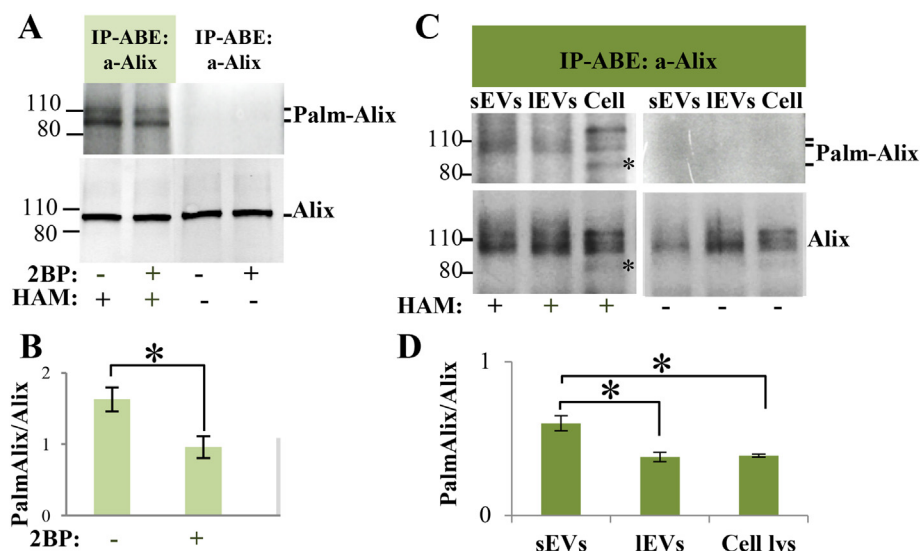 A
IP-ABE: a-Alix
IP-ABE: a-Alix
110
80
Palm-Alix
110
80
Alix
2BP: - + - +
HAM: + + - -
B
PalmAlix/Alix
2
1
0
*
2BP: - +
C
IP-ABE: a-Alix
sEVs lEVs Cell sEVs lEVs Cell
110
80
*
Palm-Alix
110
80
*
Alix
HAM: + + + - - -
D
PalmAlix/Alix
1
0
*
*
sEVs lEVs Cell lys